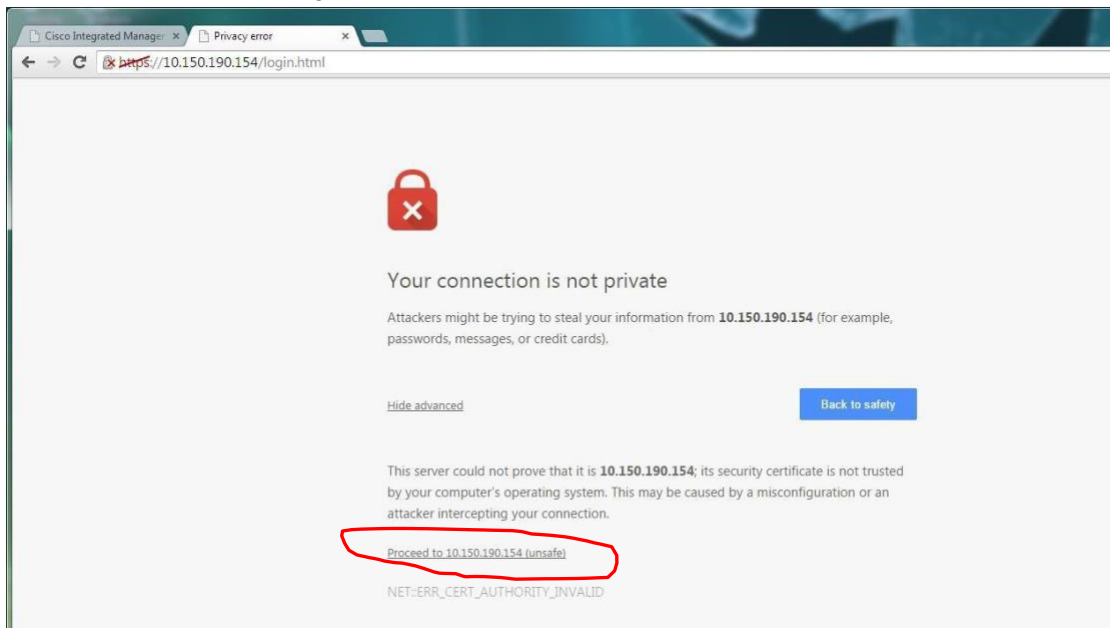 Cisco Integrated Manager
Privacy error
https://10.150.190.154/login.html
Your connection is not private
Attackers might be trying to steal your information from 10.150.190.154 (for example,
passwords, messages, or credit cards).
Hide advanced
Back to safety
This server could not prove that it is 10.150.190.154; its security certificate is not trusted
by your computer's operating system. This may be caused by a misconfiguration or an
attacker intercepting your connection.
Proceed to 10.150.190.154 (unsafe)
NET::ERR_CERT_AUTHORITY_INVALID